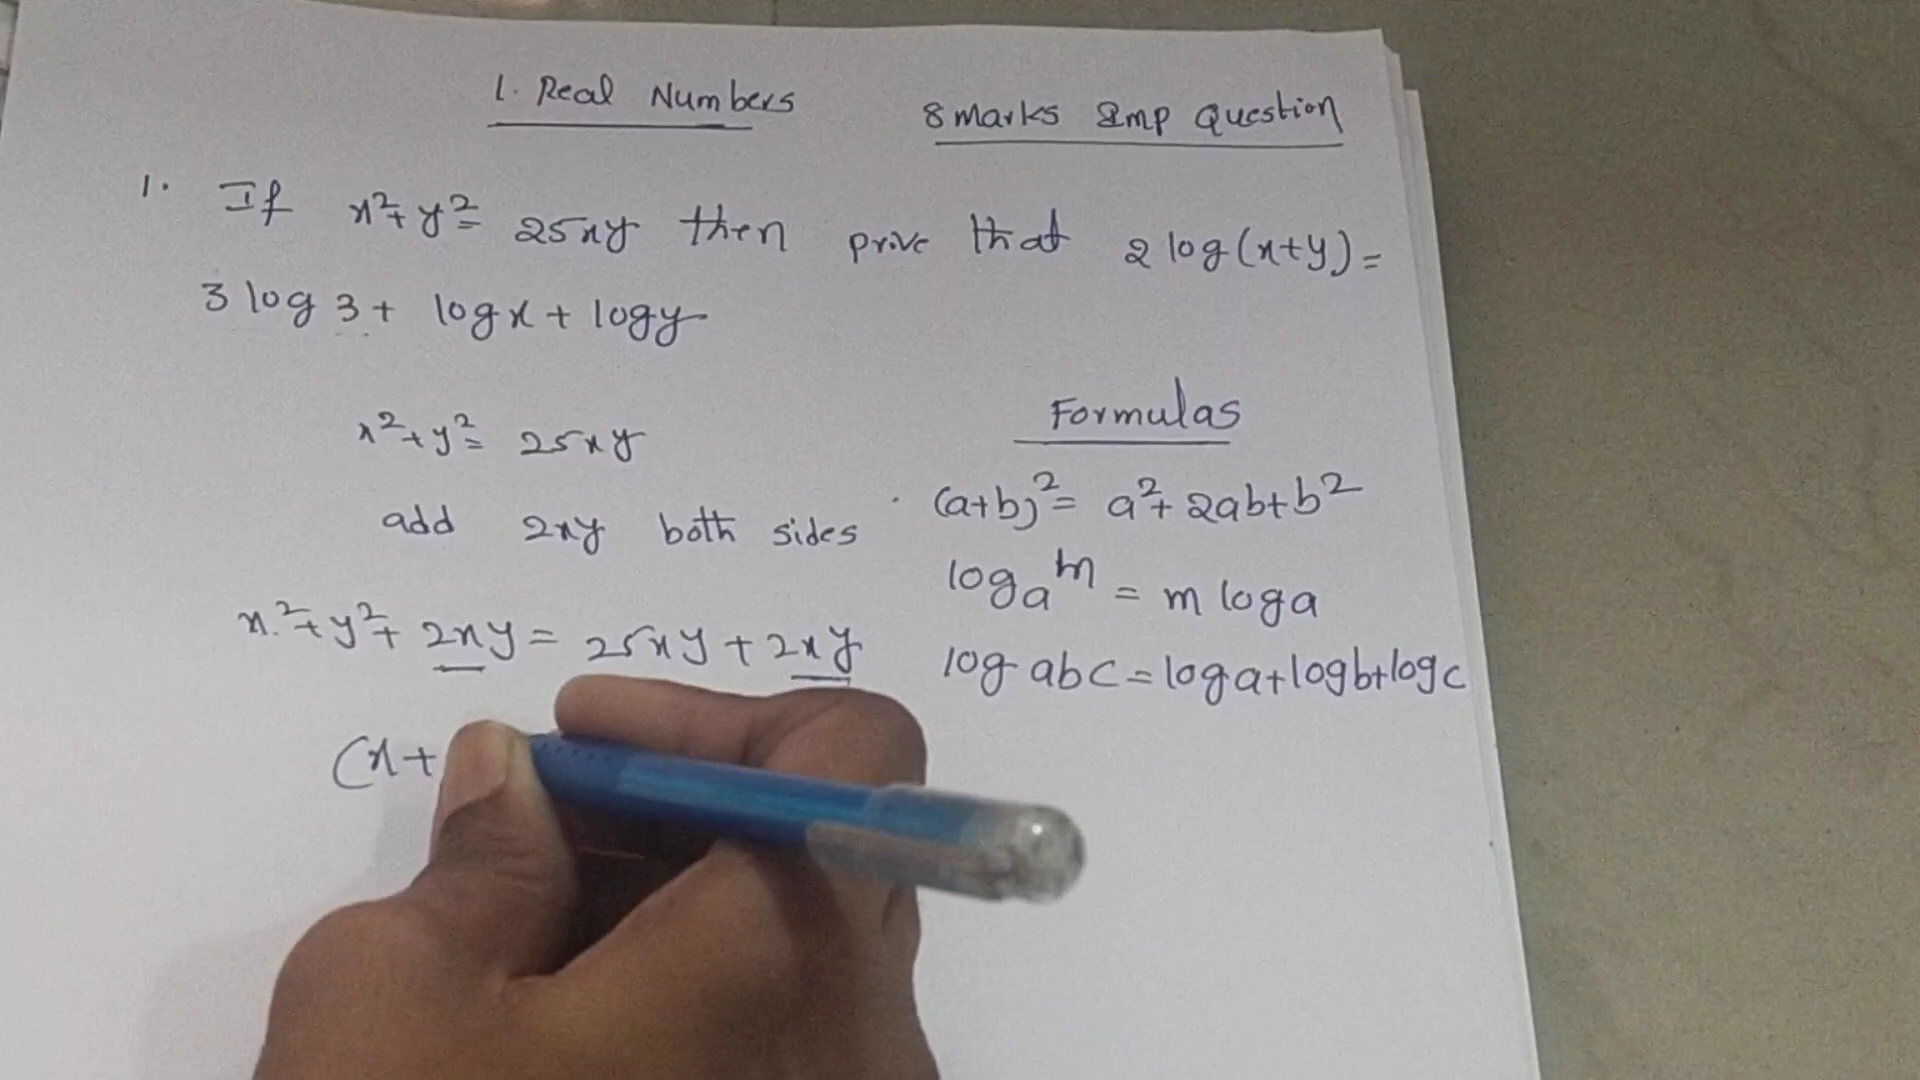 1. Real Numbers
8 Marks Imp Question
1. If x²+y²= 25xy then prive that 2 log(x+y)=
3 log 3 + log x + log y
x²+y²= 25xy
add 2xy both sides
x²+y²+ 2xy = 25xy + 2xy
(x+
Formulas
(a+b)²= a²+2ab+b²
log a^m = m log a
log abc = log a + log b + log c